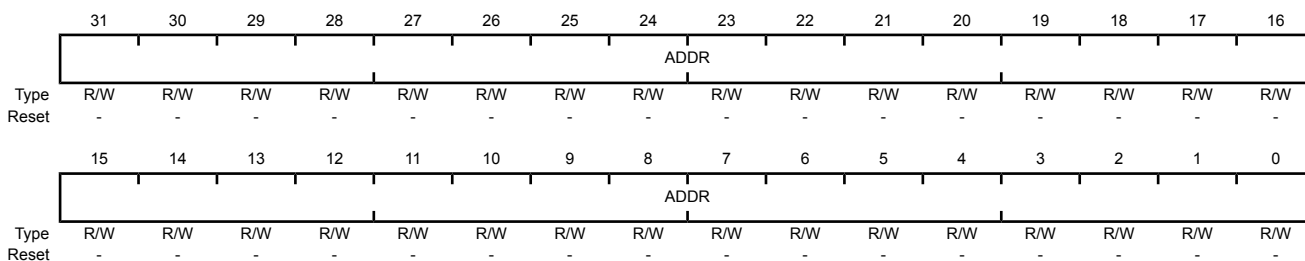 31 30 29 28 27 26 25 24 23 22 21 20 19 18 17 16
ADDR
Type R/W R/W R/W R/W R/W R/W R/W R/W R/W R/W R/W R/W R/W R/W R/W R/W
Reset - - - - - - - - - - - - - - - -
15 14 13 12 11 10 9 8 7 6 5 4 3 2 1 0
ADDR
Type R/W R/W R/W R/W R/W R/W R/W R/W R/W R/W R/W R/W R/W R/W R/W R/W
Reset - - - - - - - - - - - - - - - -